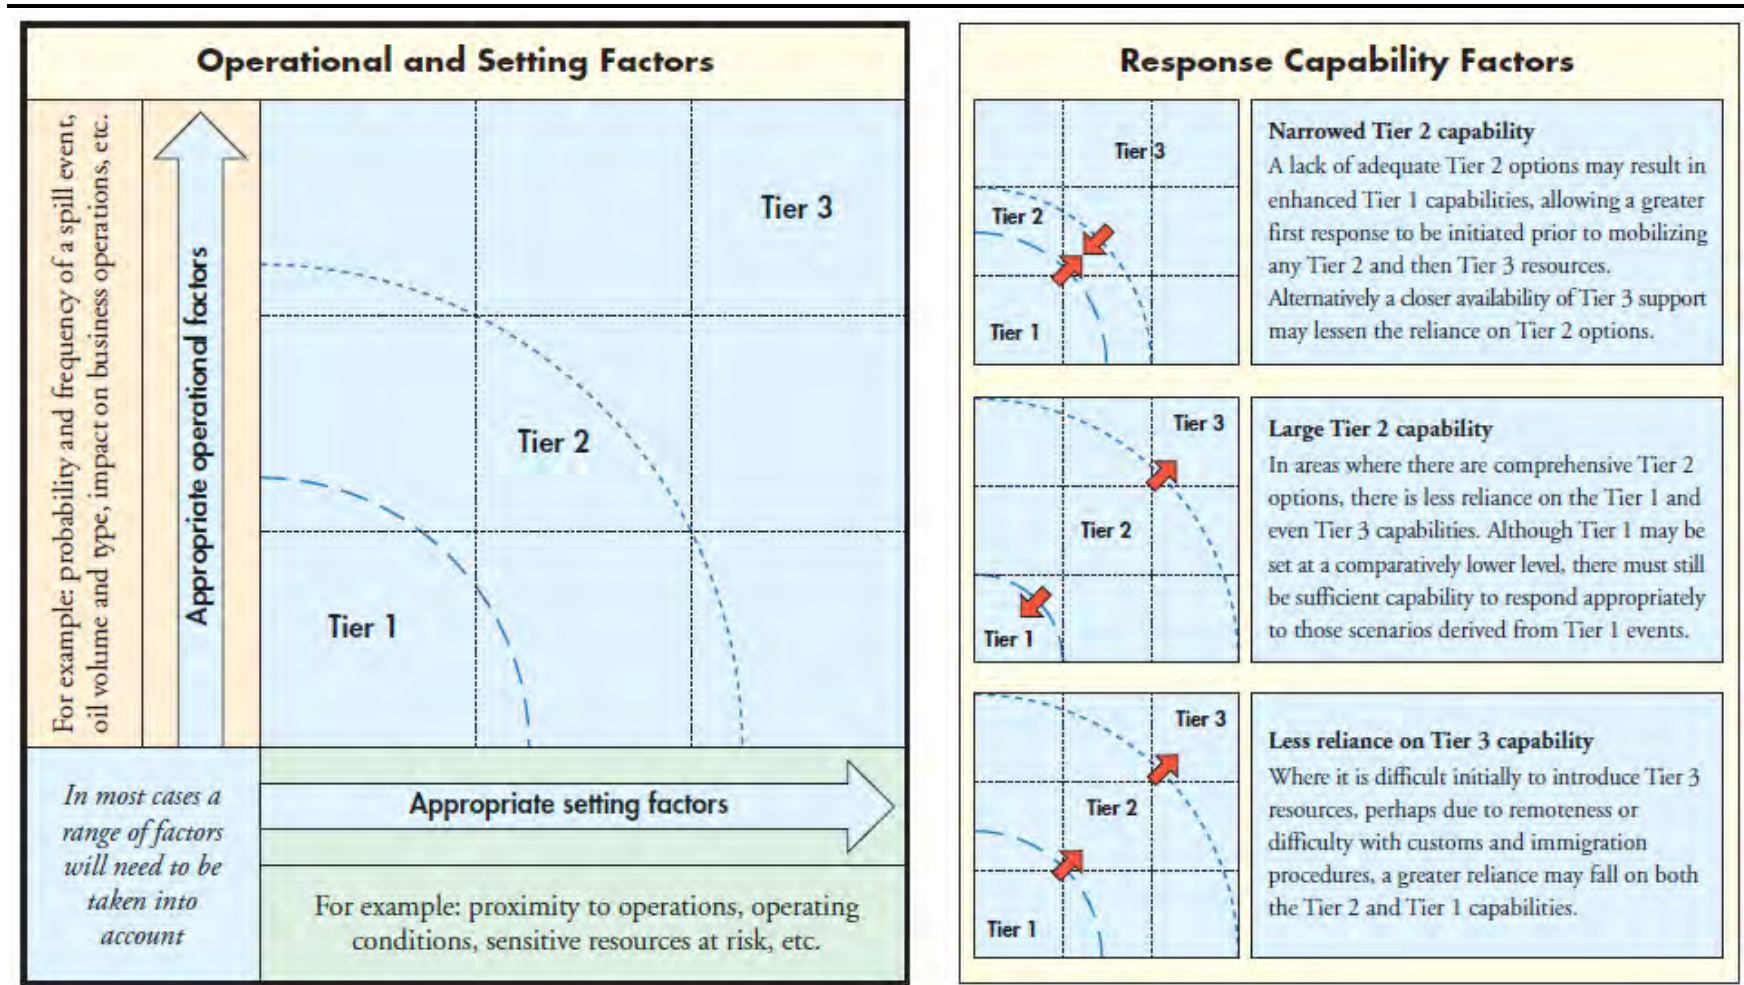 Operational and Setting Factors
For example: probability and frequency of a spill event,
oil volume and type, impact on business operations, etc.
Appropriate operational factors
Tier 3
Tier 2
Tier 1
In most cases a
range of factors
will need to be
taken into
account
Appropriate setting factors
For example: proximity to operations, operating
conditions, sensitive resources at risk, etc.
Response Capability Factors
Tier 3
Tier 2
Tier 1
Narrowed Tier 2 capability
A lack of adequate Tier 2 options may result in
enhanced Tier 1 capabilities, allowing a greater
first response to be initiated prior to mobilizing
any Tier 2 and then Tier 3 resources.
Alternatively a closer availability of Tier 3 support
may lessen the reliance on Tier 2 options.
Tier 3
Tier 2
Tier 1
Large Tier 2 capability
In areas where there are comprehensive Tier 2
options, there is less reliance on the Tier 1 and
even Tier 3 capabilities. Although Tier 1 may be
set at a comparatively lower level, there must still
be sufficient capability to respond appropriately
to those scenarios derived from Tier 1 events.
Tier 3
Tier 2
Tier 1
Less reliance on Tier 3 capability
Where it is difficult initially to introduce Tier 3
resources, perhaps due to remoteness or
difficulty with customs and immigration
procedures, a greater reliance may fall on both
the Tier 2 and Tier 1 capabilities.